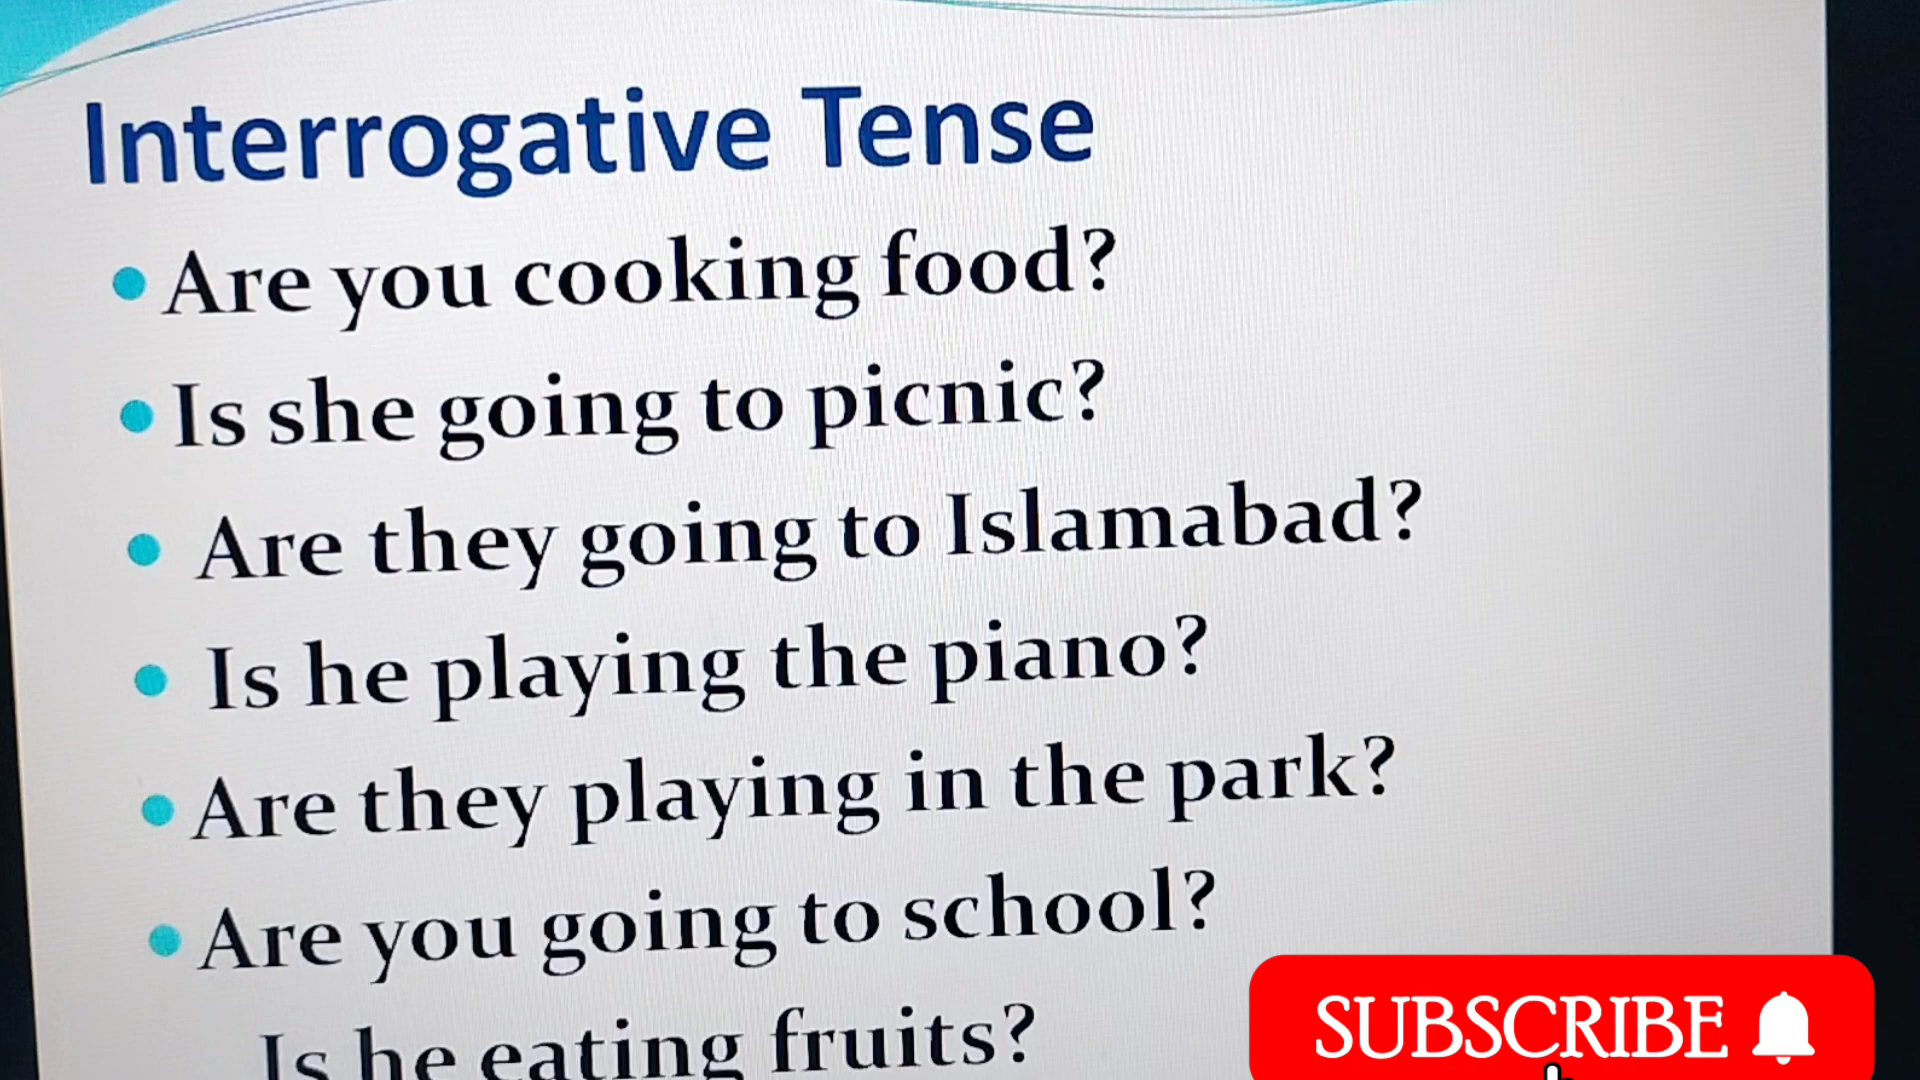 Interrogative Tense
Are you cooking food?
Is she going to picnic?
Are they going to Islamabad?
Is he playing the piano?
Are they playing in the park?
Are you going to school?
Is he eating fruits?
SUBSCRIBE